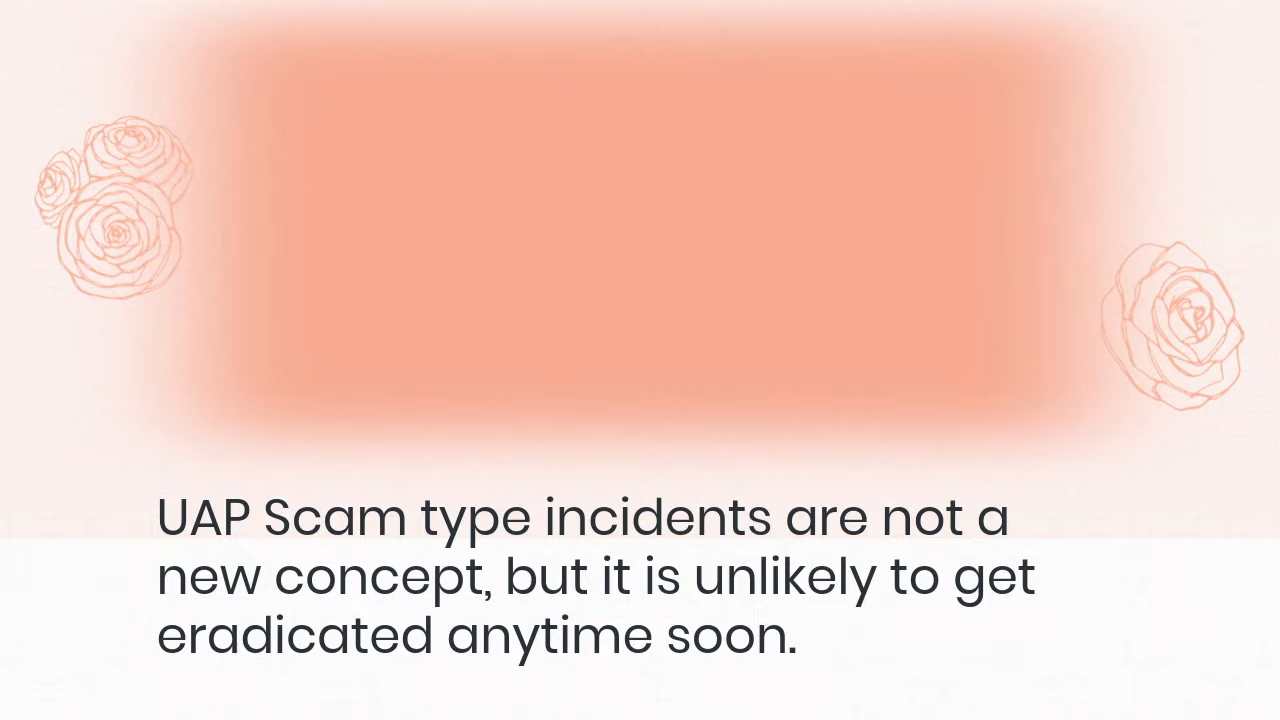 UAP Scam type incidents are not a
new concept, but it is unlikely to get
eradicated anytime soon.